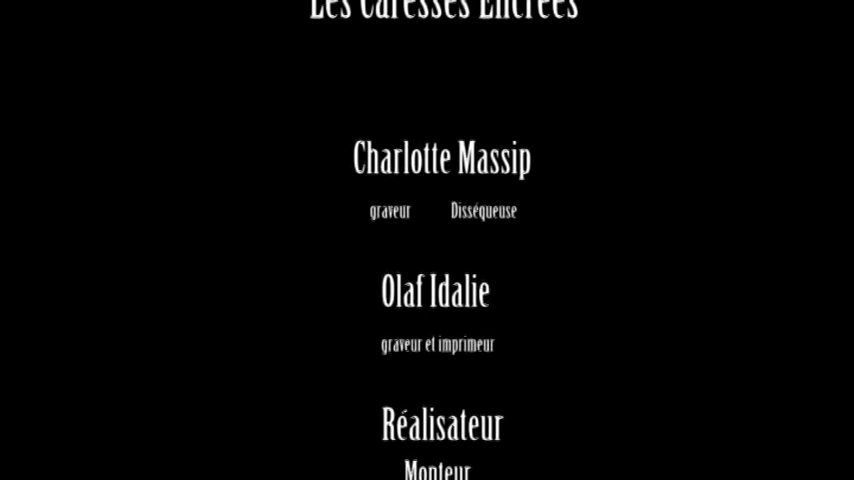 Les Caresses Encrées
Charlotte Massip
graveur Disséqueuse
Olaf Idalie
graveur et imprimeur
Réalisateur
Monteur